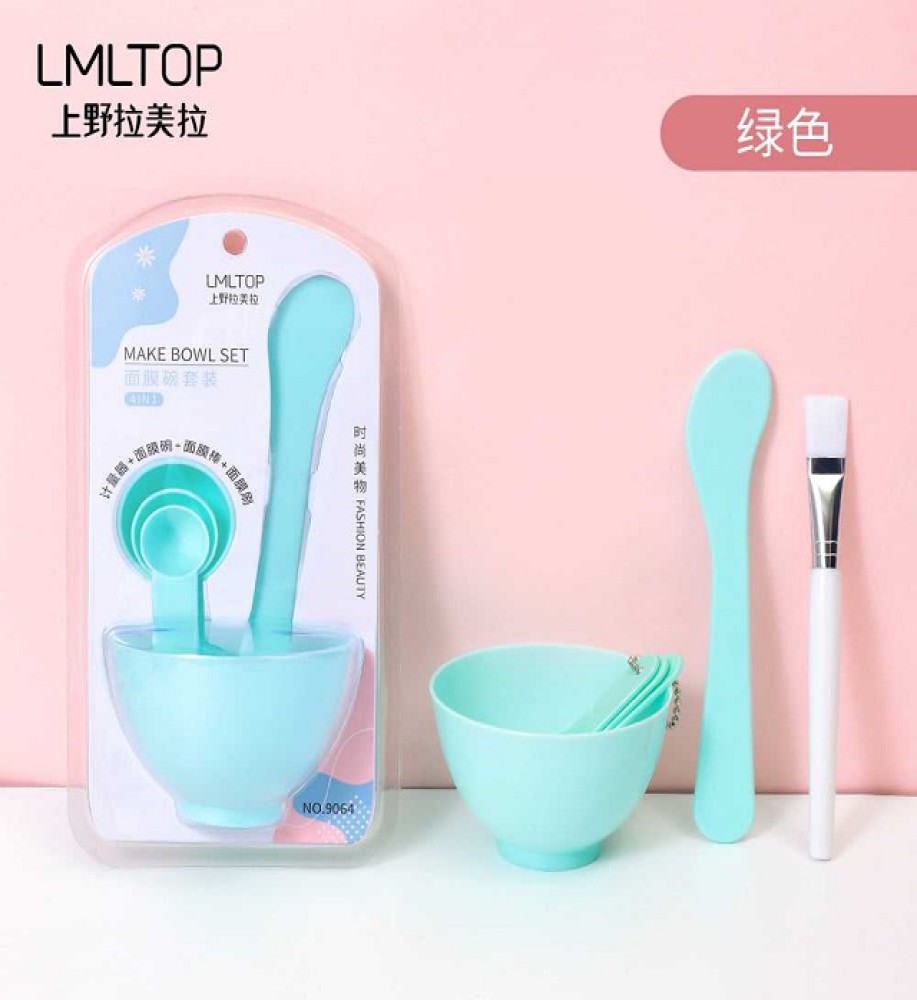 LMLTOP
上野拉美拉
绿色
LMLTOP
上野拉美拉
MAKE BOWL SET
面膜碗套装
4IN1
计量器+面膜碗+面膜棒+面膜刷
时尚美物 FASHION BEAUTY
NO.9064